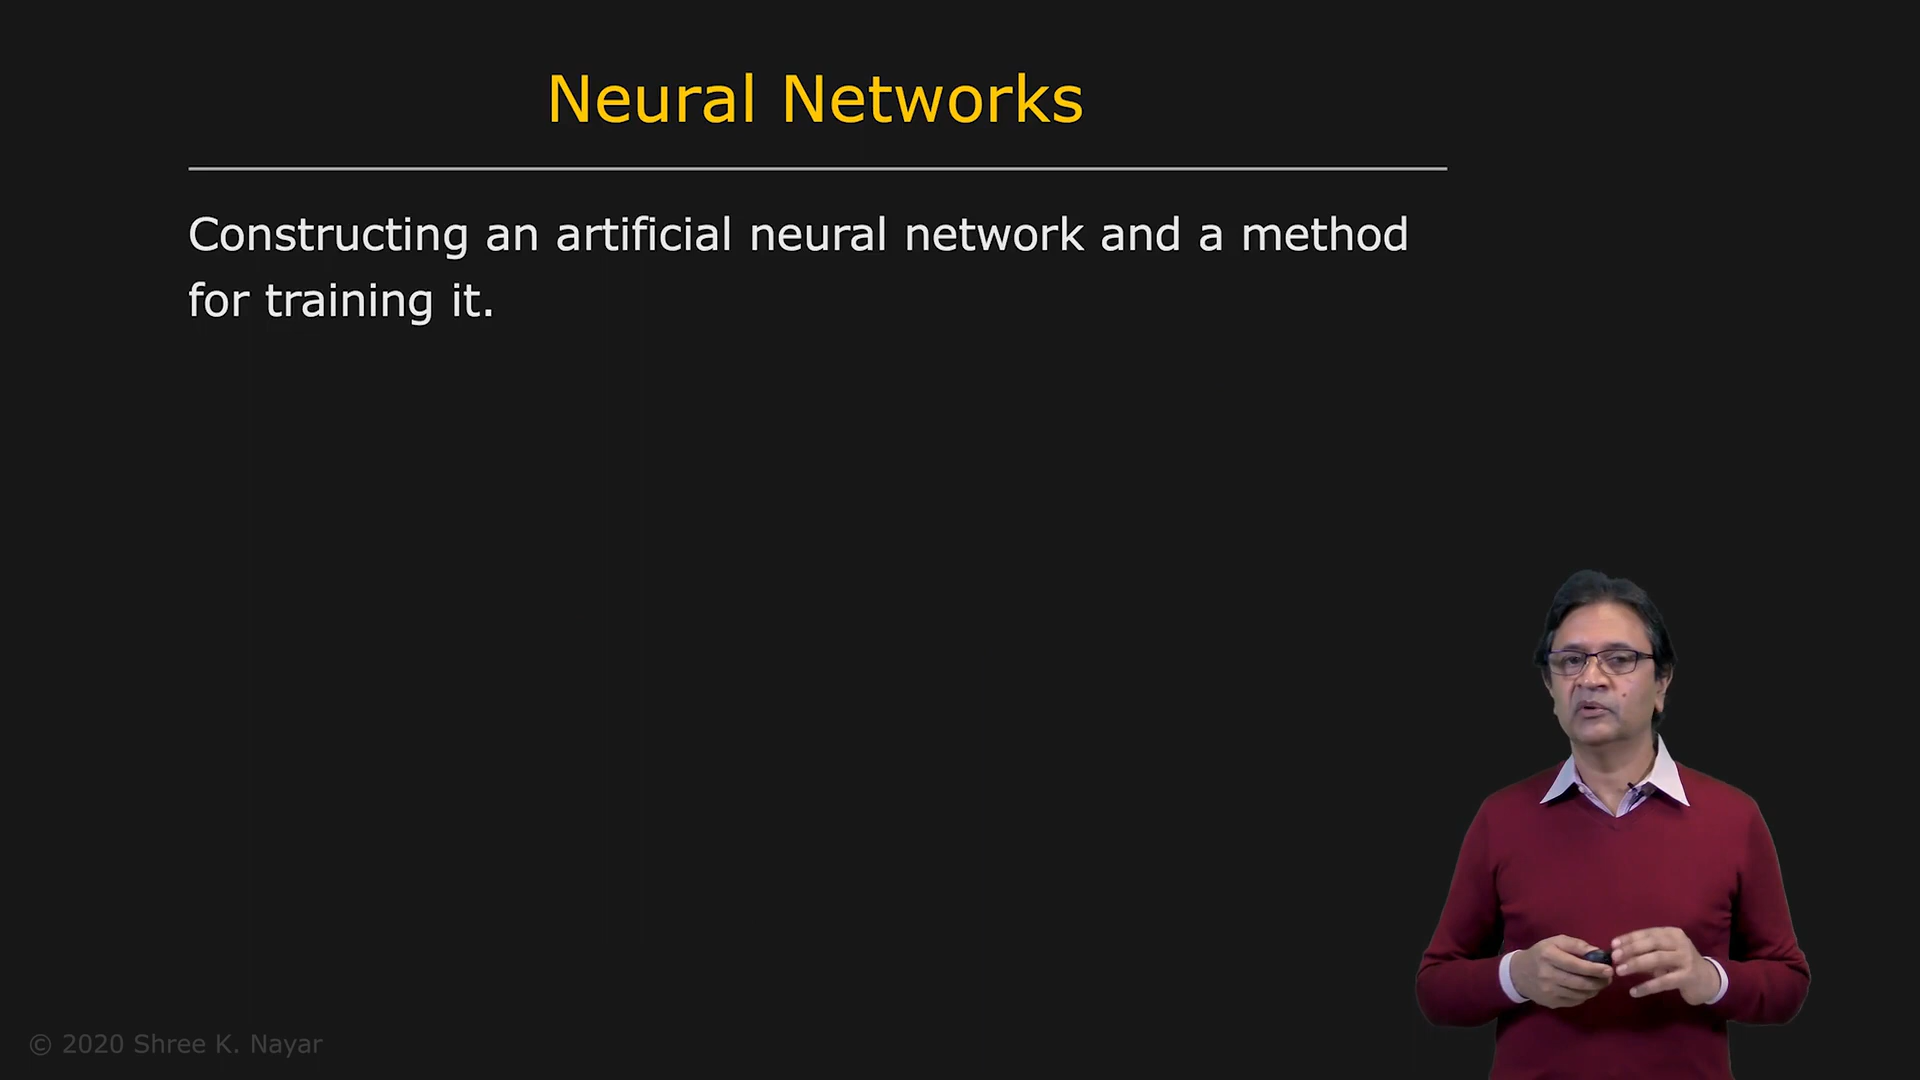 Neural Networks
Constructing an artificial neural network and a method
for training it.
© 2020 Shree K. Nayar